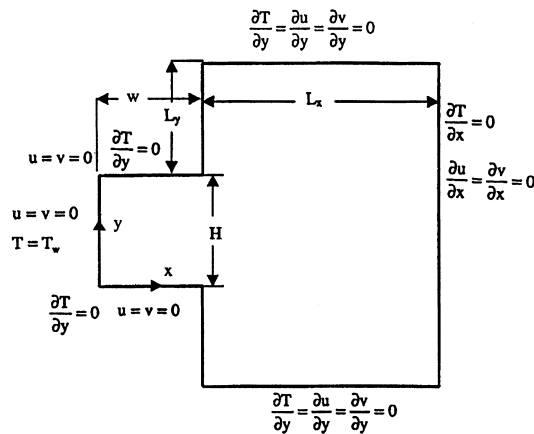 ∂T/∂y = ∂u/∂y = ∂v/∂y = 0
w
L_y
L_x
∂T/∂x = 0
∂T/∂y = 0
u = v = 0
∂u/∂x = ∂v/∂x = 0
u = v = 0
y
T = T_w
H
x
∂T/∂y = 0
u = v = 0
∂T/∂y = ∂u/∂y = ∂v/∂y = 0